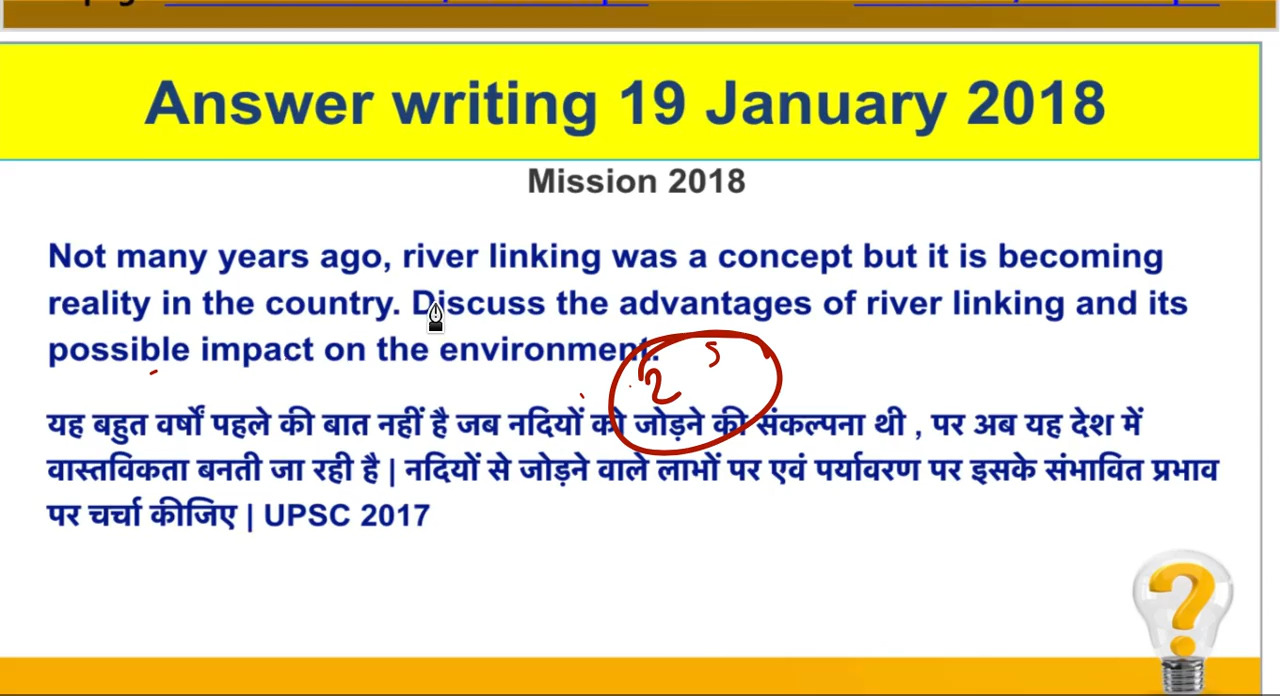 Answer writing 19 January 2018
Mission 2018
Not many years ago, river linking was a concept but it is becoming
reality in the country. Discuss the advantages of river linking and its
possible impact on the environment.
2 5
यह बहुत वर्षों पहले की बात नहीं है जब नदियों को जोड़ने की संकल्पना थी , पर अब यह देश में
वास्तविकता बनती जा रही है | नदियों से जोड़ने वाले लाभों पर एवं पर्यावरण पर इसके संभावित प्रभाव
पर चर्चा कीजिए | UPSC 2017
?